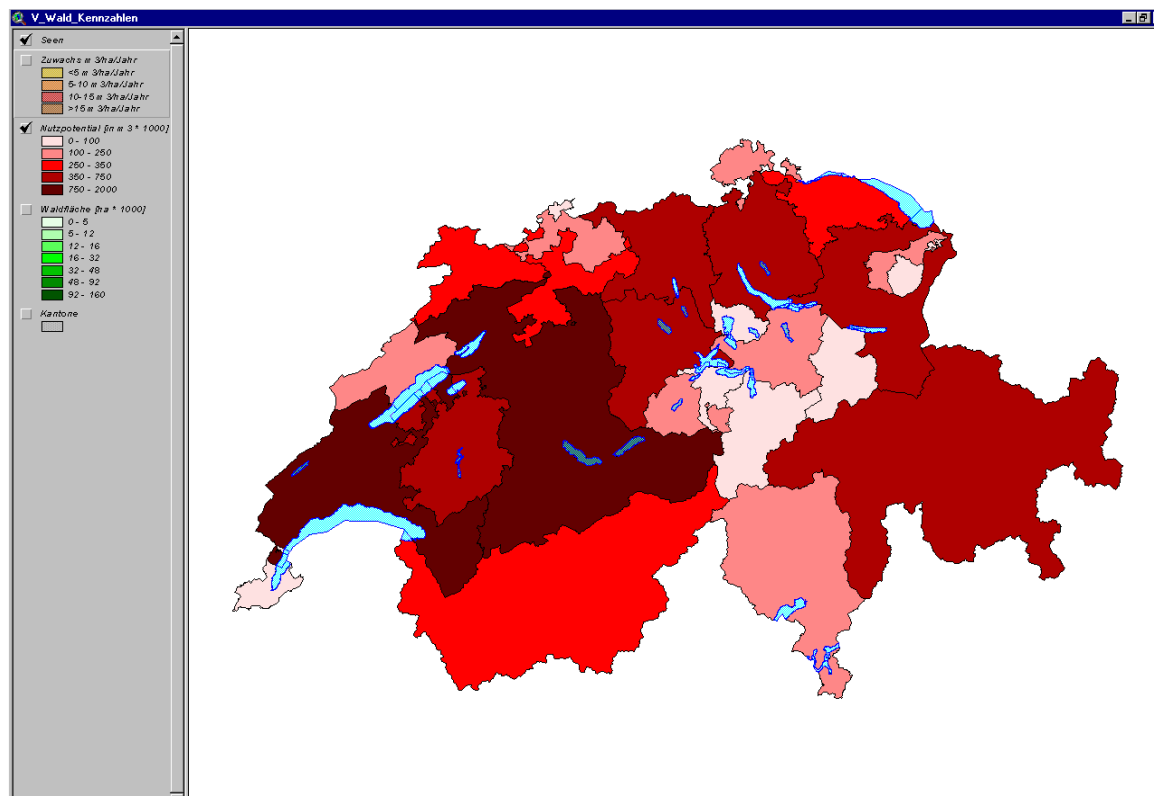 V_Wald_Kennzahlen
Seen
Zuwachs m 3/ha/Jahr
<5 m 3/ha/Jahr
5-10 m 3/ha/Jahr
10-15 m 3/ha/Jahr
>15 m 3/ha/Jahr
Nutzpotential [in m 3 * 1000]
0 - 100
100 - 250
250 - 350
350 - 750
750 - 2000
Waldfläche [ha * 1000]
0 - 5
5 - 12
12 - 16
16 - 32
32 - 48
48 - 92
92 - 160
Kantone